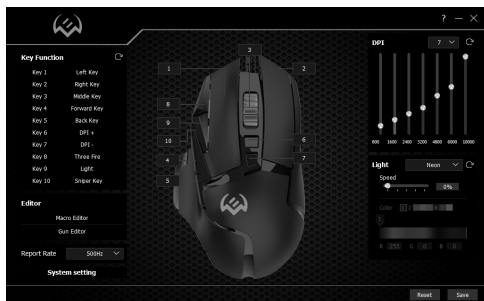 ? – ×
Key Function
Key 1 Left Key
Key 2 Right Key
Key 3 Middle Key
Key 4 Forward Key
Key 5 Back Key
Key 6 DPI +
Key 7 DPI -
Key 8 Three Fire
Key 9 Light
Key 10 Sniper Key
Editor
Macro Editor
Gun Editor
Report Rate 500Hz
System setting
3
1 2
8
9
10 6
4 7
5
DPI 7
800 1600 2400 3200 4800 6000 10000
Light Neon
Speed
0%
Color
1
R 255 G 0 B 0
Reset Save